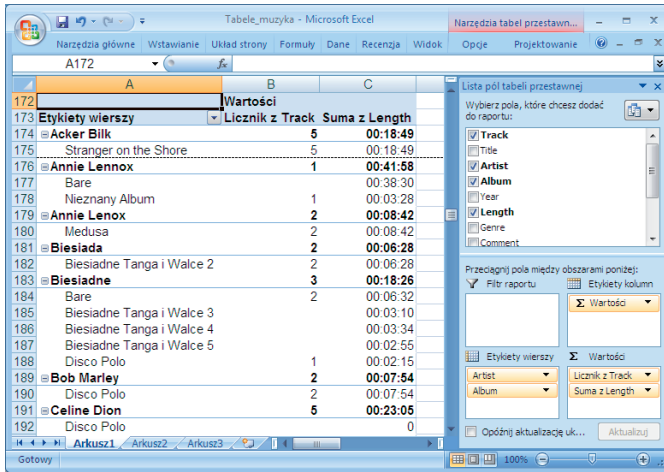 Tabele_muzyka - Microsoft Excel
Narzędzia tabel przestawn...
Narzędzia główne Wstawianie Układ strony Formuły Dane Recenzja Widok Opcje Projektowanie
A172 fx
A B C
172 Wartości
173 Etykiety wierszy Licznik z Track Suma z Length
174 Acker Bilk 5 00:18:49
175 Stranger on the Shore 5 00:18:49
176 Annie Lennox 1 00:41:58
177 Bare 00:38:30
178 Nieznany Album 1 00:03:28
179 Annie Lenox 2 00:08:42
180 Medusa 2 00:08:42
181 Biesiada 2 00:06:28
182 Biesiadne Tanga i Walce 2 2 00:06:28
183 Biesiadne 3 00:18:26
184 Bare 2 00:06:32
185 Biesiadne Tanga i Walce 3 00:03:10
186 Biesiadne Tanga i Walce 4 00:03:34
187 Biesiadne Tanga i Walce 5 00:02:55
188 Disco Polo 1 00:02:15
189 Bob Marley 2 00:07:54
190 Disco Polo 2 00:07:54
191 Celine Dion 5 00:23:05
192 Disco Polo 0
Arkusz1 Arkusz2 Arkusz3
Lista pól tabeli przestawnej
Wybierz pola, które chcesz dodać
do raportu:
Track
Title
Artist
Album
Year
Length
Genre
Comment
Przeciągnij pola między obszarami poniżej:
Filtr raportu Etykiety kolumn
Σ Wartości
Etykiety wierszy Σ Wartości
Artist Licznik z Track
Album Suma z Length
Opóźnij aktualizację uk... Aktualizuj
Gotowy 100%